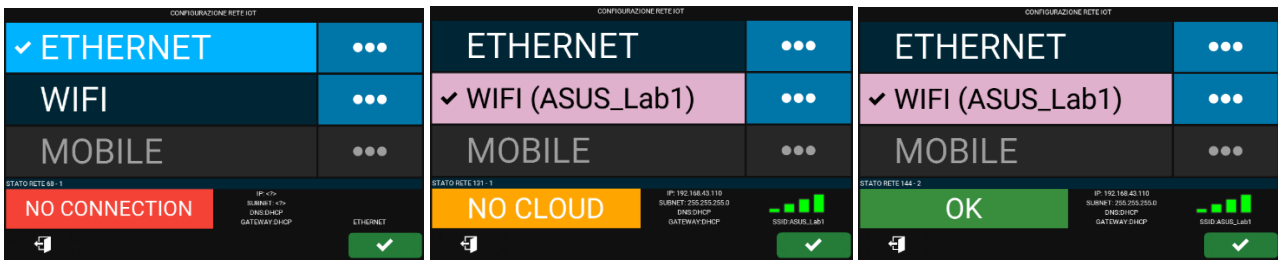 CONFIGURAZIONE RETE IOT
ETHERNET
WIFI
MOBILE
STATO RETE 68 - 1
NO CONNECTION
IP: <?>
SUBNET: <?>
DNS:DHCP
GATEWAY:DHCP
ETHERNET
CONFIGURAZIONE RETE IOT
ETHERNET
WIFI (ASUS_Lab1)
MOBILE
STATO RETE 131 - 1
NO CLOUD
IP: 192.168.43.110
SUBNET: 255.255.255.0
DNS:DHCP
GATEWAY:DHCP
SSID:ASUS_Lab1
CONFIGURAZIONE RETE IOT
ETHERNET
WIFI (ASUS_Lab1)
MOBILE
STATO RETE 144 - 2
OK
IP: 192.168.43.110
SUBNET: 255.255.255.0
DNS:DHCP
GATEWAY:DHCP
SSID:ASUS_Lab1